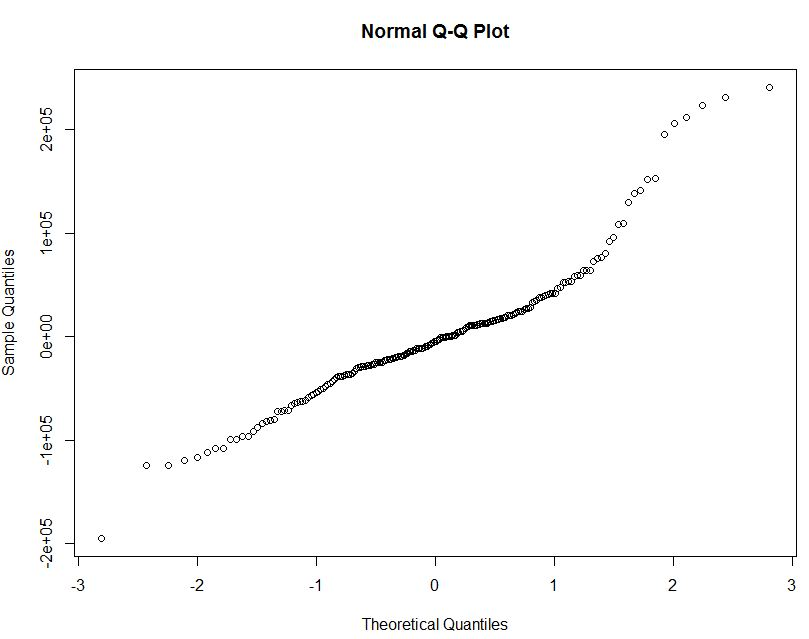 Normal Q-Q Plot
2e+05
1e+05
0e+00
-1e+05
-2e+05
Sample Quantiles
-3 -2 -1 0 1 2 3
Theoretical Quantiles